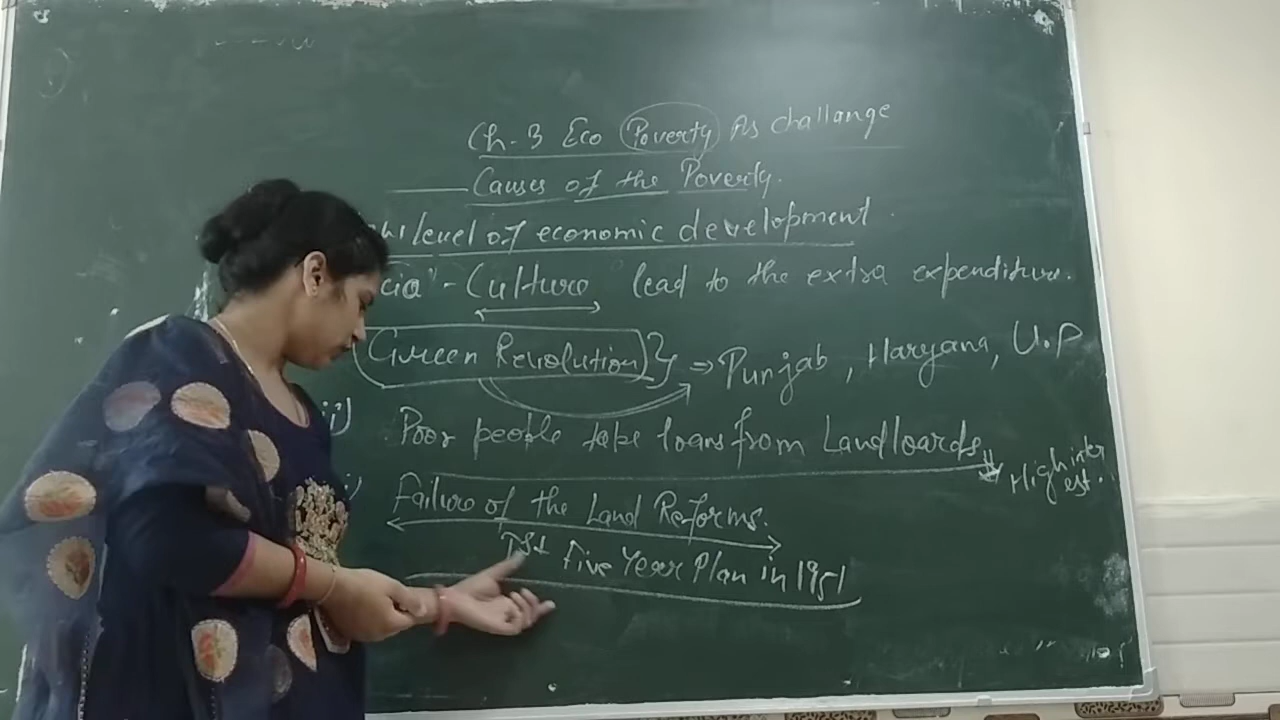 Ch-3 Eco Poverty As challange
Causes of the Poverty.
level of economic development
Culture lead to the extra expenditure.
Green Revolution ⇒ Punjab, Haryana, U.P
ii) Poor people take loans from Landloards
High interest.
Failure of the Land Reforms.
Ist Five Year Plan in 1951